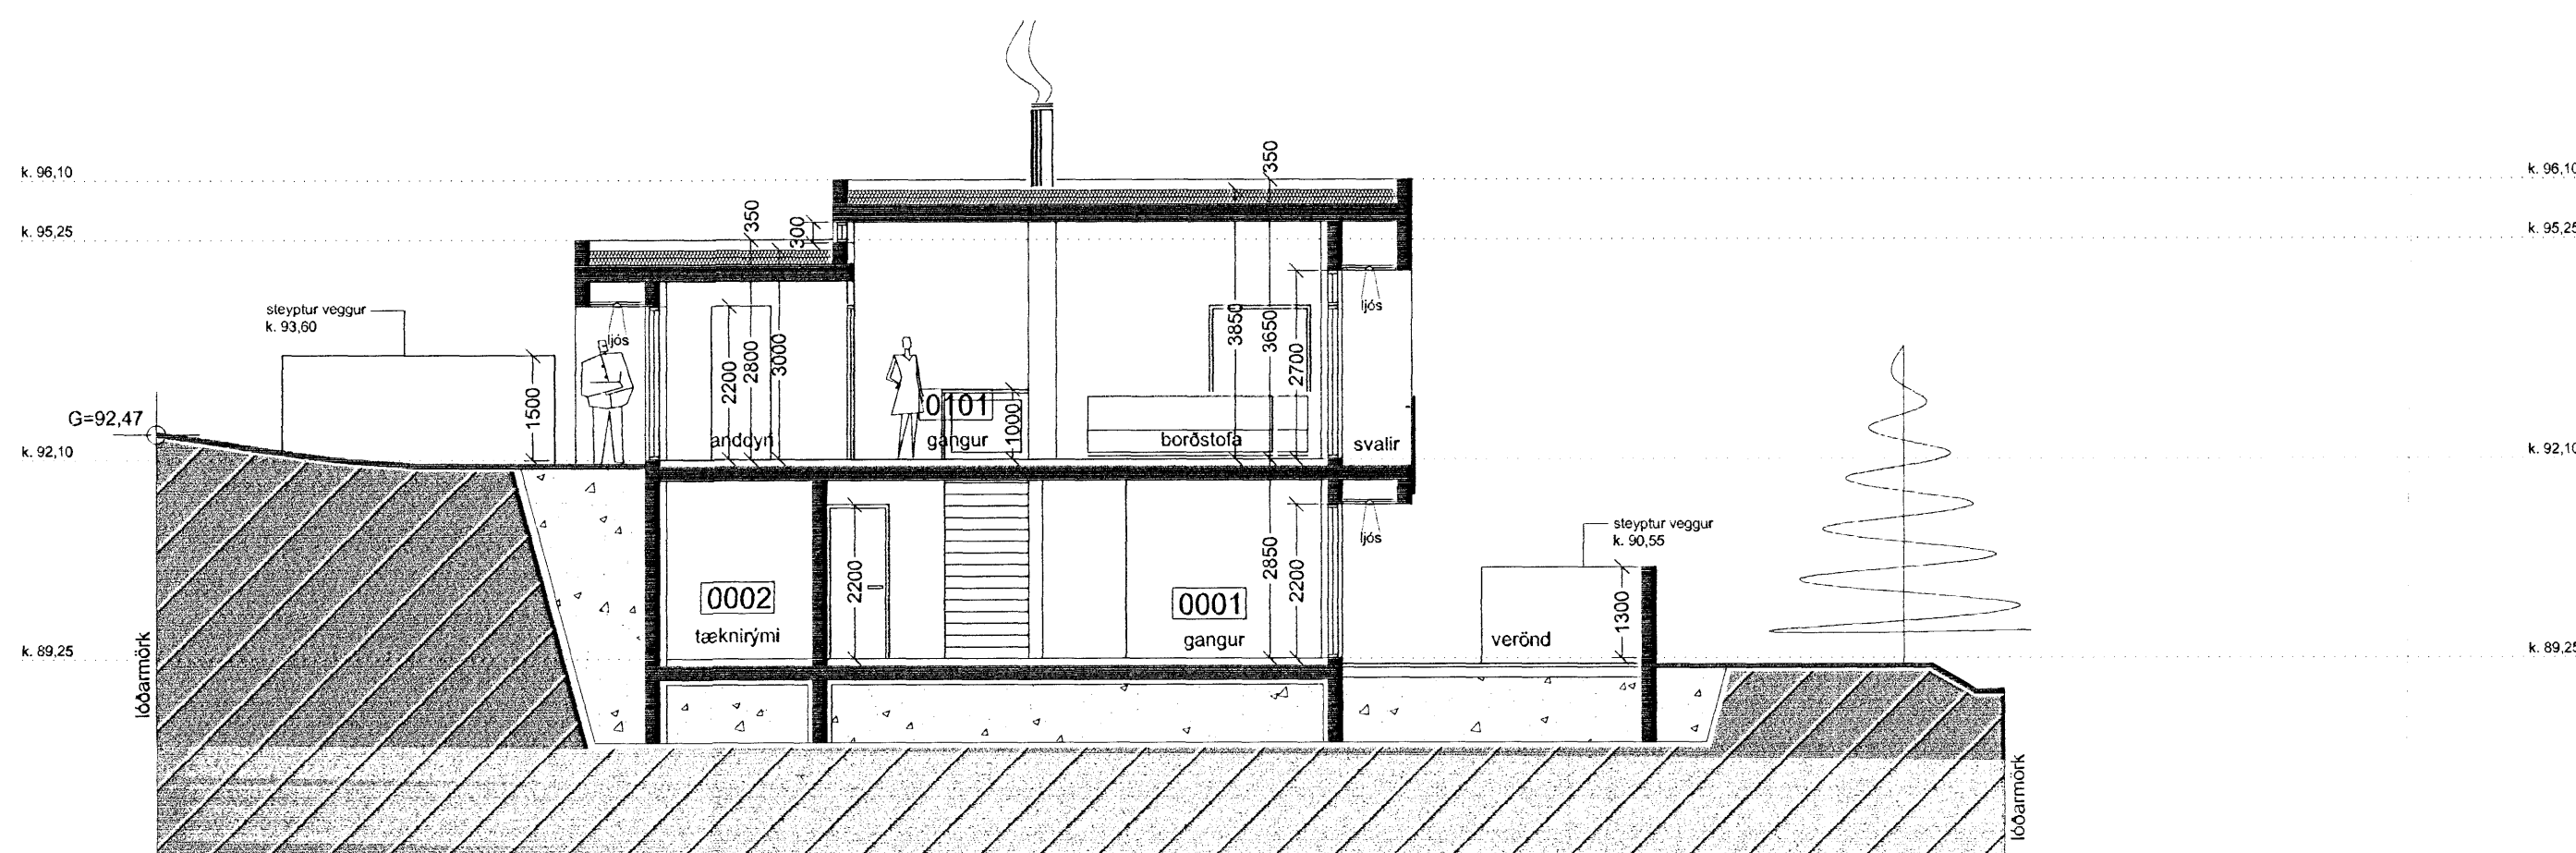 350
k. 96,10
k. 96,10
350
300
k. 95,25
k. 95,25
ljós
steyptur veggur
k. 93,60
ljós
3850
3650
2700
2200
2800
3000
1500
G=92,47
0101
1000
anddyri
gangur
borðstofa
svalir
k. 92,10
k. 92,10
steyptur veggur
k. 90,55
ljós
2850
2200
2200
0002
0001
1300
tæknirými
gangur
verönd
k. 89,25
k. 89,25
lóðarmörk
lóðarmörk